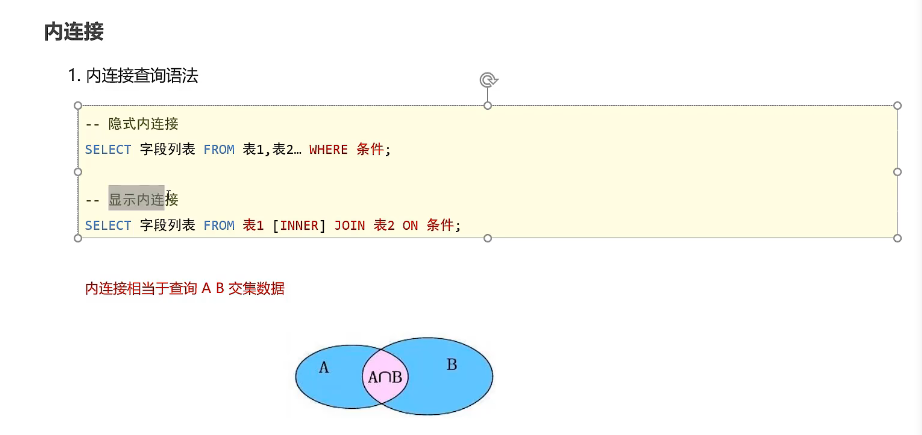 内连接
1. 内连接查询语法
-- 隐式内连接
SELECT 字段列表 FROM 表1,表2… WHERE 条件;
-- 显示内连接
SELECT 字段列表 FROM 表1 [INNER] JOIN 表2 ON 条件;
内连接相当于查询 A B 交集数据
A
A∩B
B